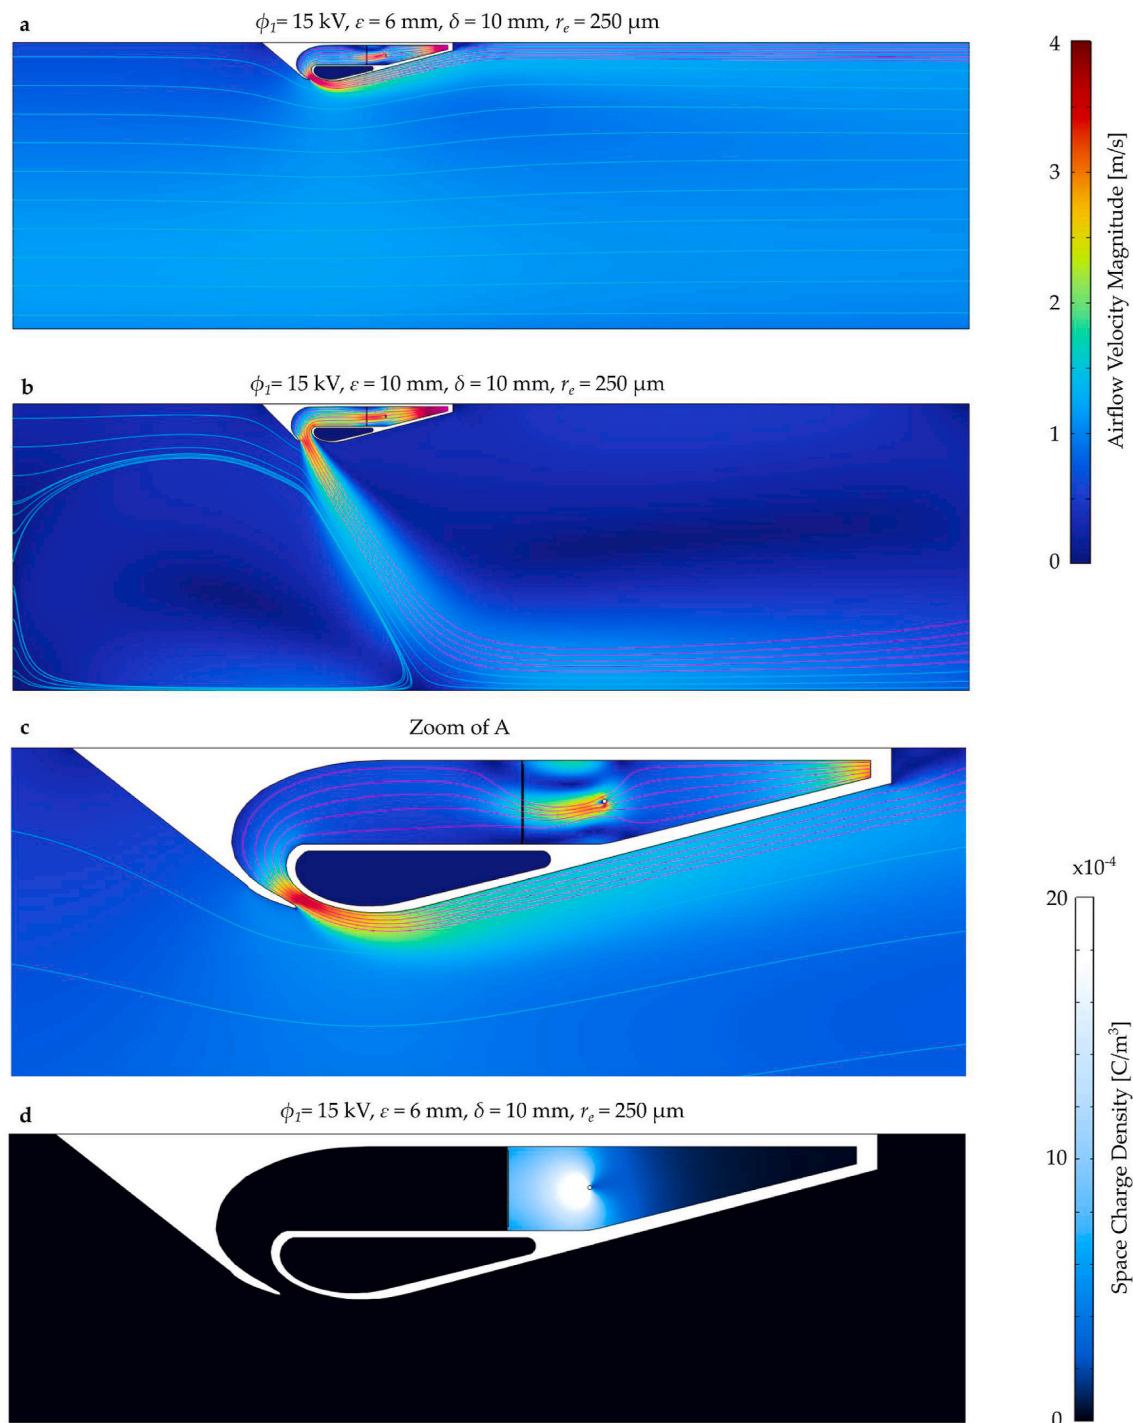 a
ϕ₁= 15 kV, ε = 6 mm, δ = 10 mm, rₑ = 250 μm
4
3
2
1
0
Airflow Velocity Magnitude [m/s]
b
ϕ₁= 15 kV, ε = 10 mm, δ = 10 mm, rₑ = 250 μm
c
Zoom of A
d
ϕ₁= 15 kV, ε = 6 mm, δ = 10 mm, rₑ = 250 μm
x10⁻⁴
20
10
0
Space Charge Density [C/m³]